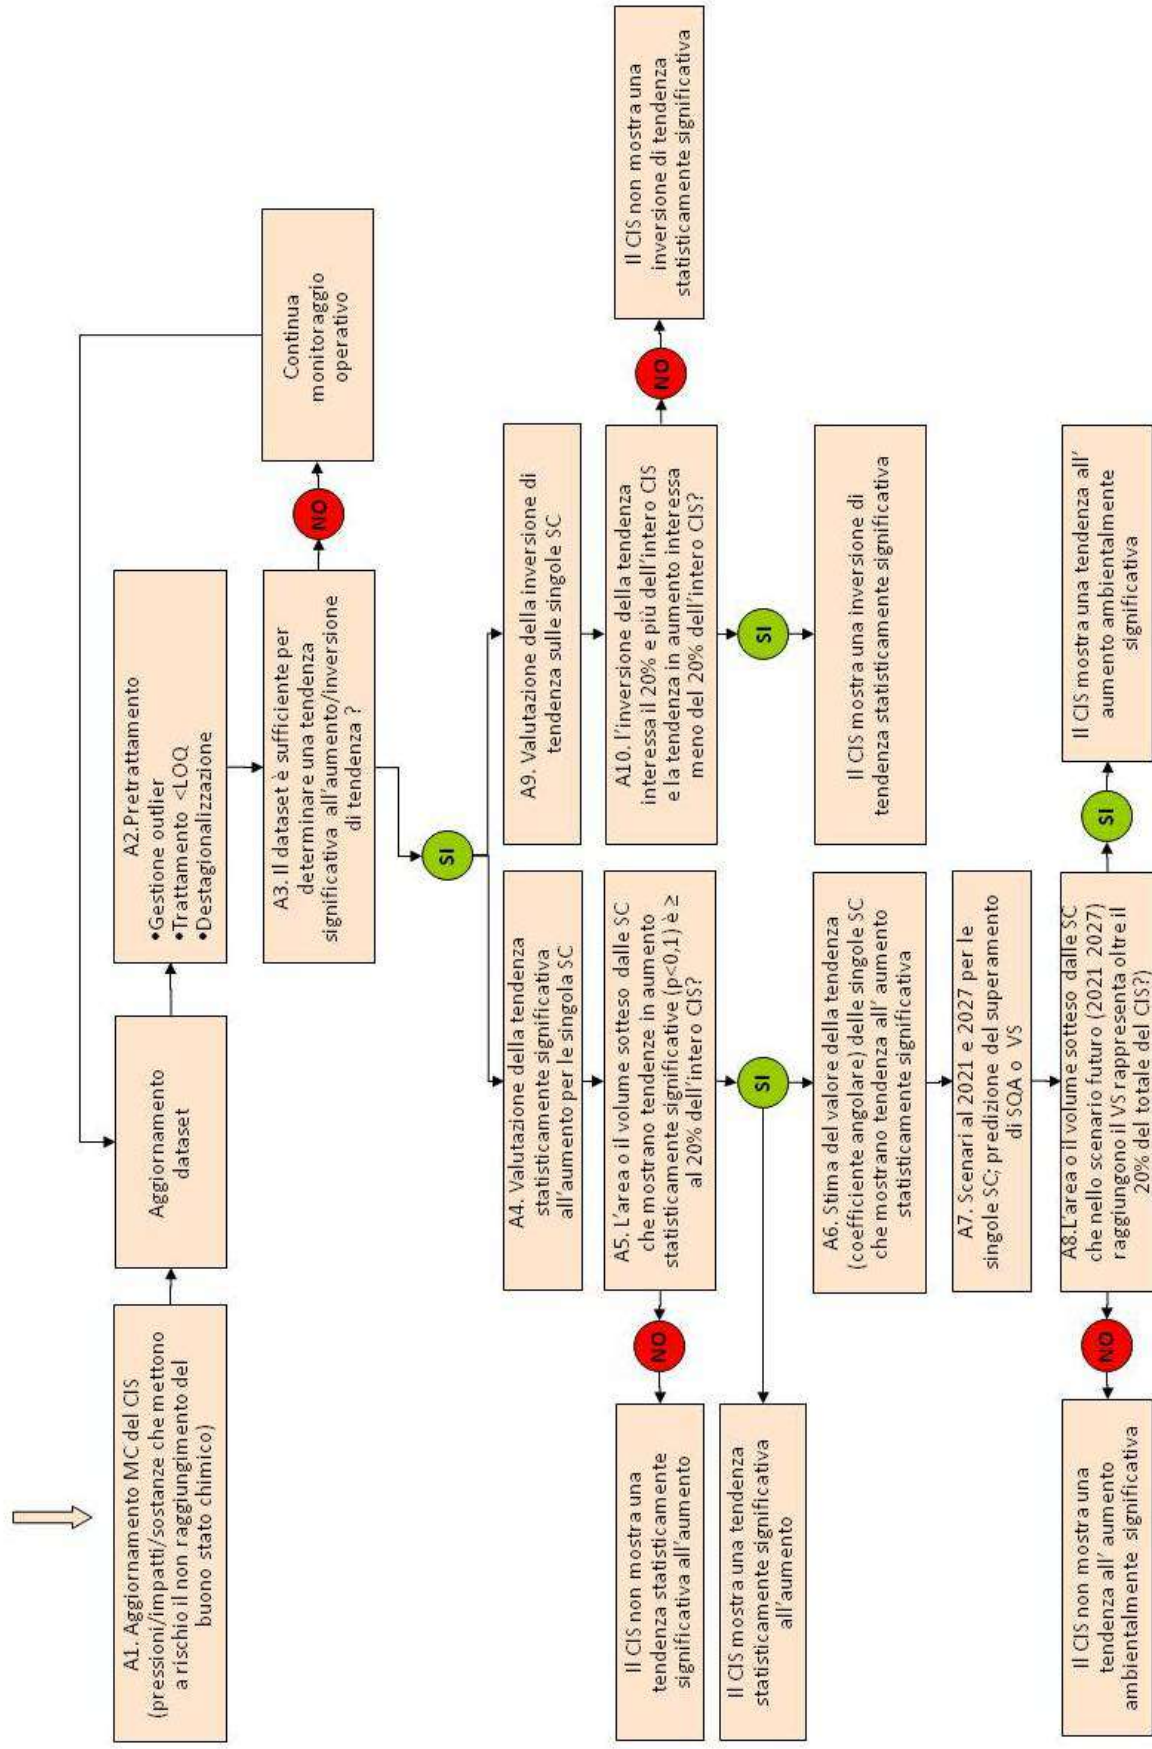 A1. Aggiornamento MC del CIS
(pressioni/impatti/sostanze che mettono
a rischio il non raggiungimento del
buono stato chimico)
Aggiornamento
dataset
A2.Pretrattamento
•Gestione outlier
•Trattamento <LOQ
•Destagionalizzazione
A3. Il dataset è sufficiente per
determinare una tendenza
significativa all'aumento/inversione
di tendenza ?
NO
Continua
monitoraggio
operativo
SI
A4. Valutazione della tendenza
statisticamente significativa
all'aumento per le singola SC
A9. Valutazione della inversione di
tendenza sulle singole SC
A5. L'area o il volume sotteso dalle SC
che mostrano tendenze in aumento
statisticamente significative (p<0,1) è ≥
al 20% dell'intero CIS?
A10. l'inversione della tendenza
interessa il 20% e più dell'intero CIS
e la tendenza in aumento interessa
meno del 20% dell'intero CIS?
NO
Il CIS non mostra una
tendenza statisticamente
significativa all'aumento
NO
Il CIS non mostra una
inversione di tendenza
statisticamente significativa
SI
Il CIS mostra una tendenza
statisticamente significativa
all'aumento
SI
A6. Stima del valore della tendenza
(coefficiente angolare) delle singole SC
che mostrano tendenza all' aumento
statisticamente significativa
Il CIS mostra una inversione di
tendenza statisticamente significativa
A7. Scenari al 2021 e 2027 per le
singole SC; predizione del superamento
di SQA o VS
A8.L'area o il volume sotteso dalle SC
che nello scenario futuro (2021 2027)
raggiungono il VS rappresenta oltre il
20% del totale del CIS?)
NO
Il CIS non mostra una
tendenza all' aumento
ambientalmente significativa
SI
Il CIS mostra una tendenza all'
aumento ambientalmente
significativa